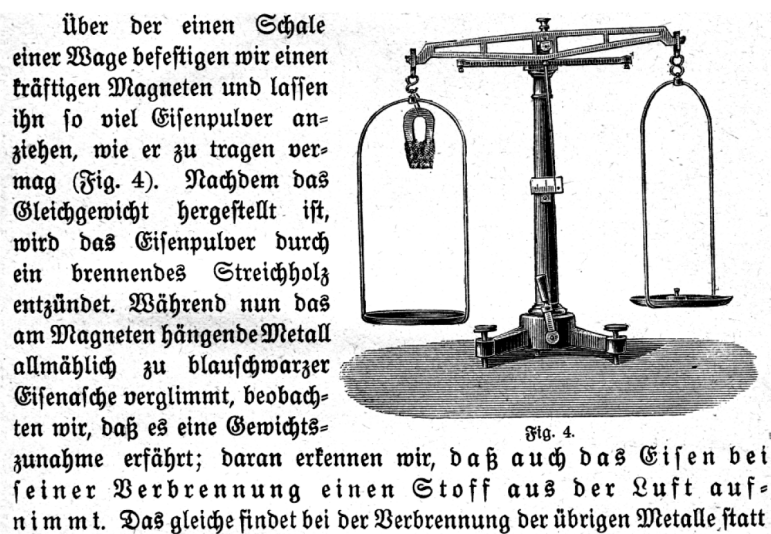 Über der einen Schale
einer Wage befestigen wir einen
kräftigen Magneten und lassen
ihn so viel Eisenpulver an=
ziehen, wie er zu tragen ver=
mag (Fig. 4). Nachdem das
Gleichgewicht hergestellt ist,
wird das Eisenpulver durch
ein brennendes Streichholz
entzündet. Während nun das
am Magneten hängende Metall
allmählich zu blauschwarzer
Eisenasche verglimmt, beobach=
ten wir, daß es eine Gewichts=
Fig. 4.
zunahme erfährt; daran erkennen wir, daß auch das Eisen bei
seiner Verbrennung einen Stoff aus der Luft auf=
nimmt. Das gleiche findet bei der Verbrennung der übrigen Metalle statt